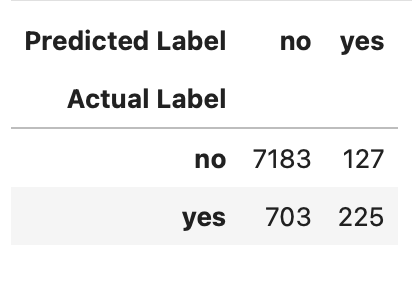 Predicted Label no yes
Actual Label
no 7183 127
yes 703 225